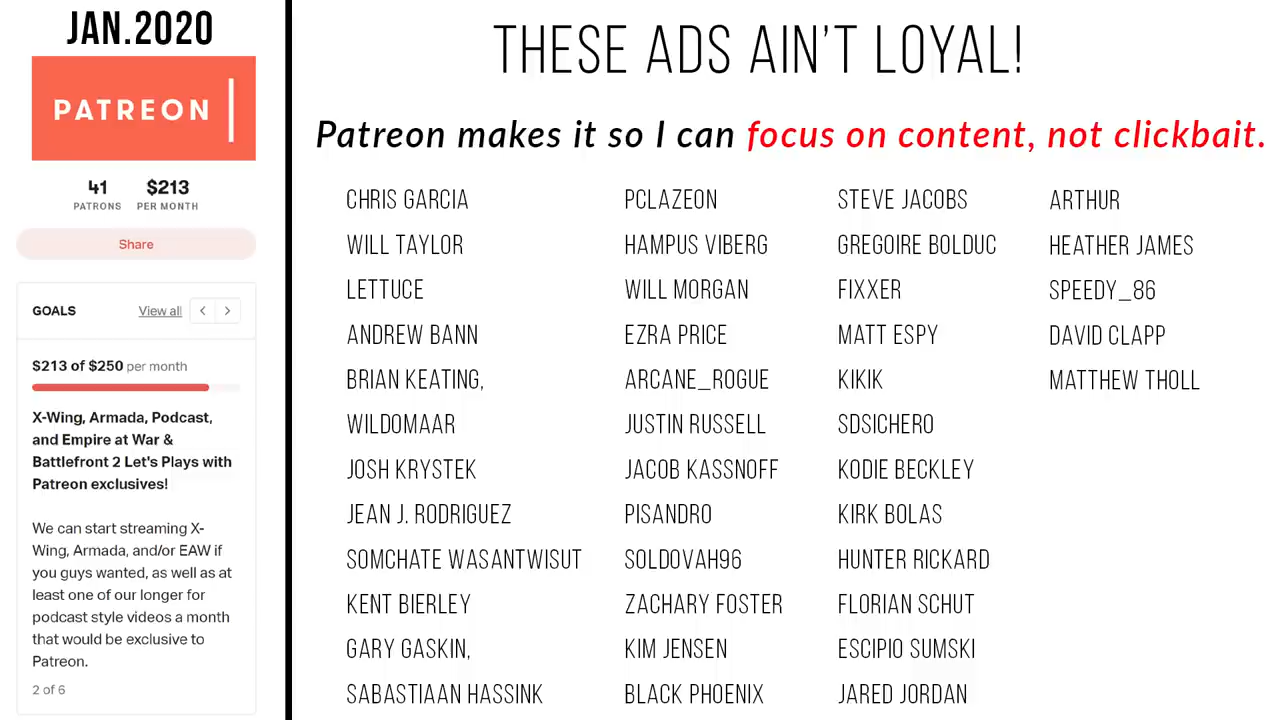 JAN.2020
PATREON
41 $213
PATRONS PER MONTH
Share
GOALS View all
$213 of $250 per month
X-Wing, Armada, Podcast,
and Empire at War &
Battlefront 2 Let's Plays with
Patreon exclusives!
We can start streaming X-
Wing, Armada, and/or EAW if
you guys wanted, as well as at
least one of our longer for
podcast style videos a month
that would be exclusive to
Patreon.
2 of 6
THESE ADS AIN'T LOYAL!
Patreon makes it so I can focus on content, not clickbait.
CHRIS GARCIA
WILL TAYLOR
LETTUCE
ANDREW BANN
BRIAN KEATING,
WILDOMAAR
JOSH KRYSTEK
JEAN J. RODRIGUEZ
SOMCHATE WASANTWISUT
KENT BIERLEY
GARY GASKIN,
SABASTIAAN HASSINK
PCLAZEON
HAMPUS VIBERG
WILL MORGAN
EZRA PRICE
ARCANE_ROGUE
JUSTIN RUSSELL
JACOB KASSNOFF
PISANDRO
SOLDOVAH96
ZACHARY FOSTER
KIM JENSEN
BLACK PHOENIX
STEVE JACOBS
GREGOIRE BOLDUC
FIXXER
MATT ESPY
KIKIK
SDSICHERO
KODIE BECKLEY
KIRK BOLAS
HUNTER RICKARD
FLORIAN SCHUT
ESCIPIO SUMSKI
JARED JORDAN
ARTHUR
HEATHER JAMES
SPEEDY_86
DAVID CLAPP
MATTHEW THOLL